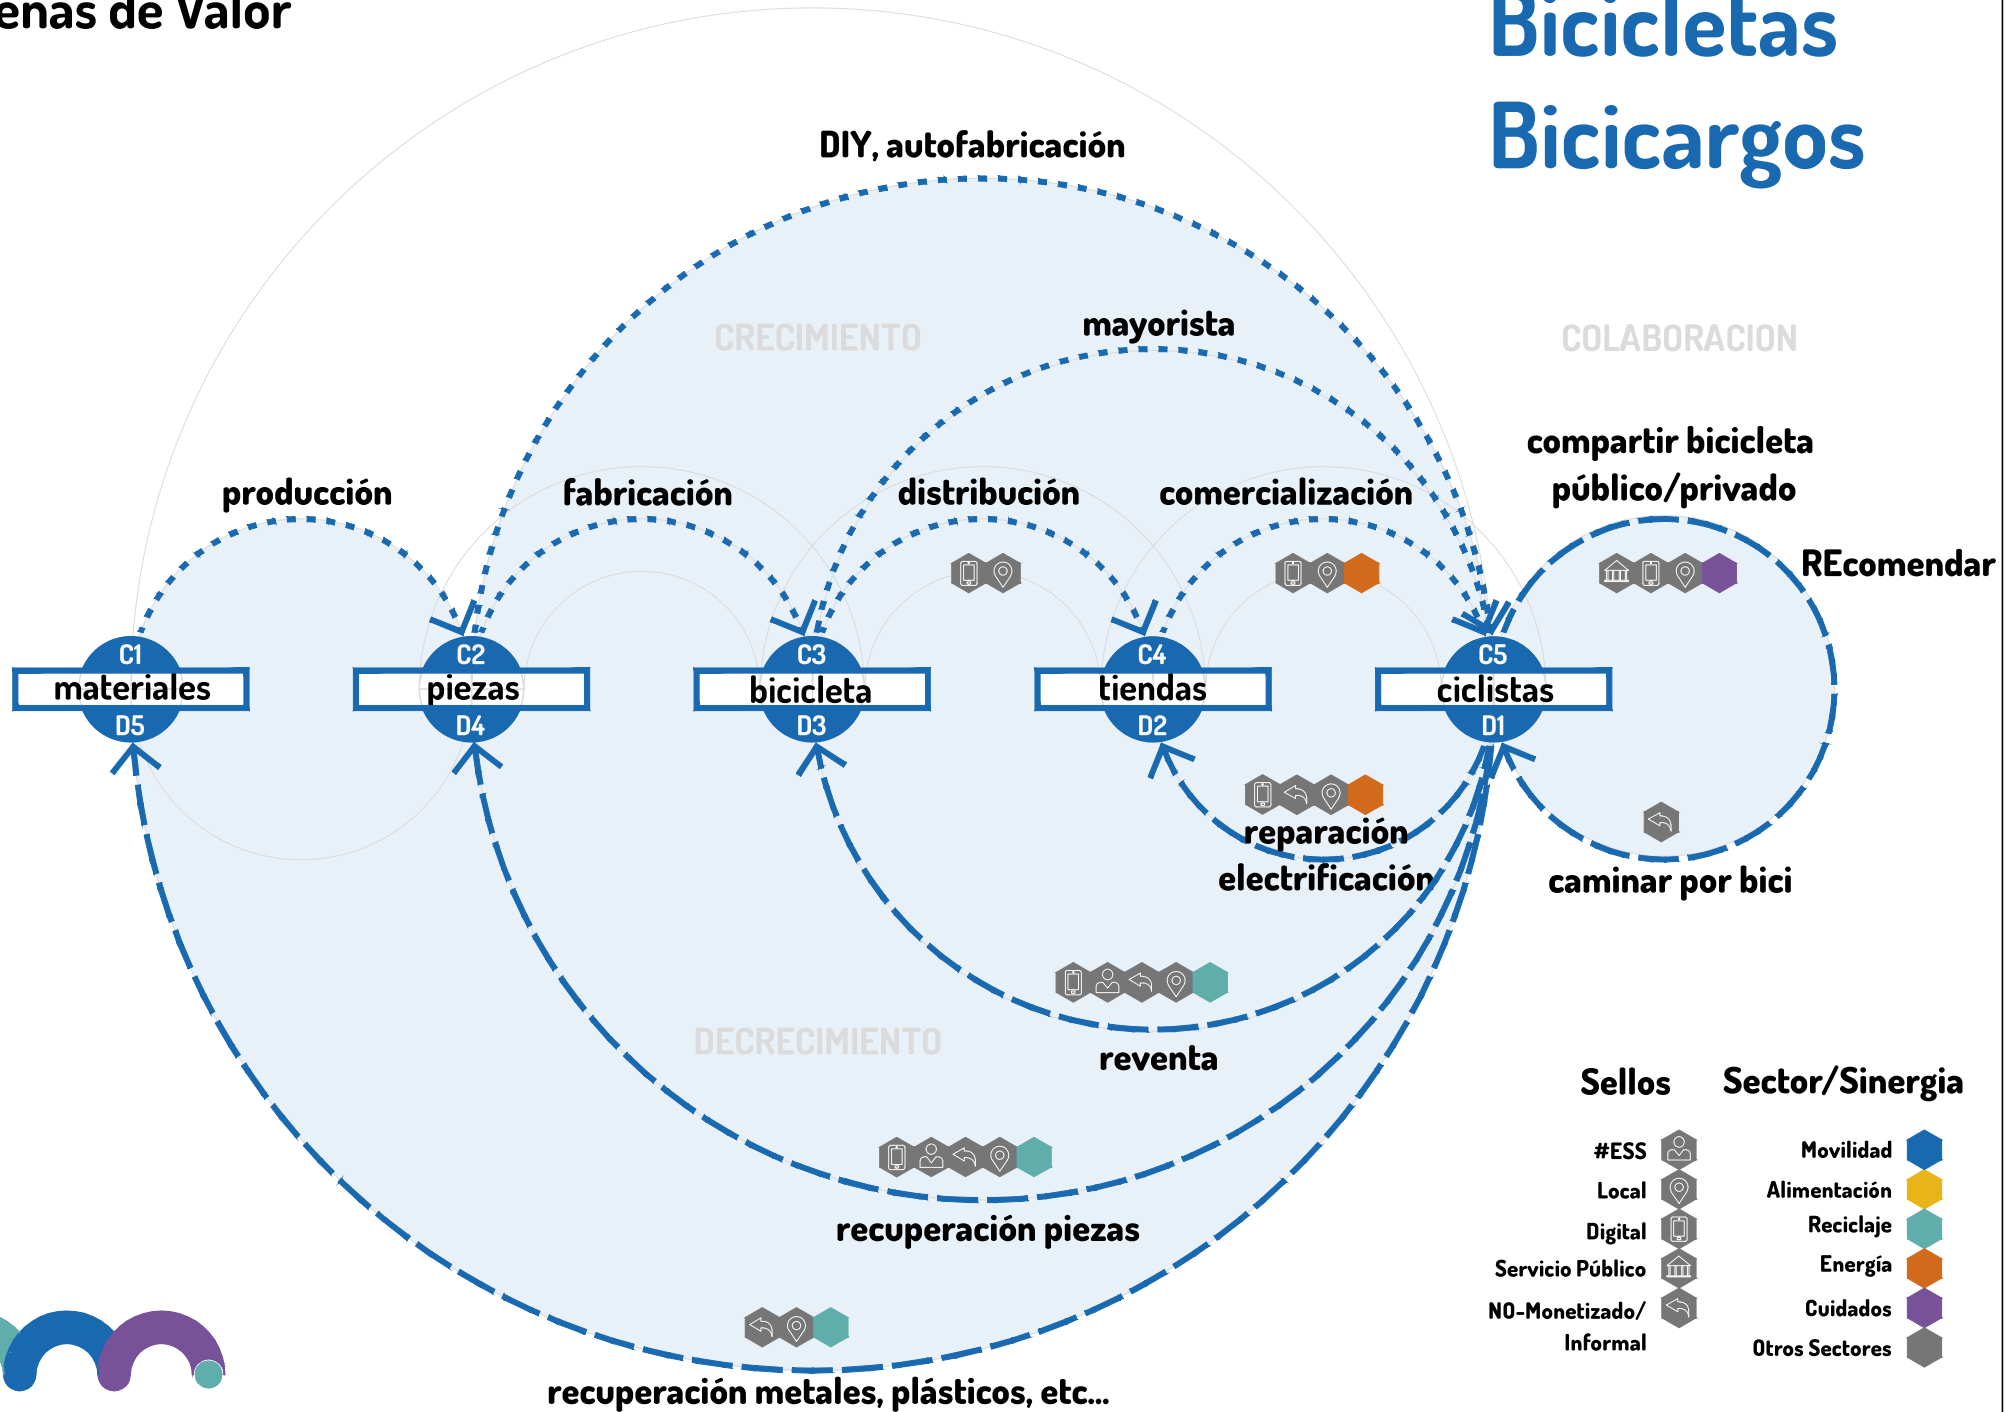 enas de Valor
Bicicletas
Bicicargos
DIY, autofabricación
mayorista
CRECIMIENTO
COLABORACION
compartir bicicleta
público/privado
producción
fabricación
distribución
comercialización
REcomendar
C1
materiales
D5
C2
piezas
D4
C3
bicicleta
D3
C4
tiendas
D2
C5
ciclistas
D1
reparación
electrificación
caminar por bici
DECRECIMIENTO
reventa
recuperación piezas
recuperación metales, plásticos, etc...
Sellos
#ESS
Local
Digital
Servicio Público
NO-Monetizado/
Informal
Sector/Sinergia
Movilidad
Alimentación
Reciclaje
Energía
Cuidados
Otros Sectores